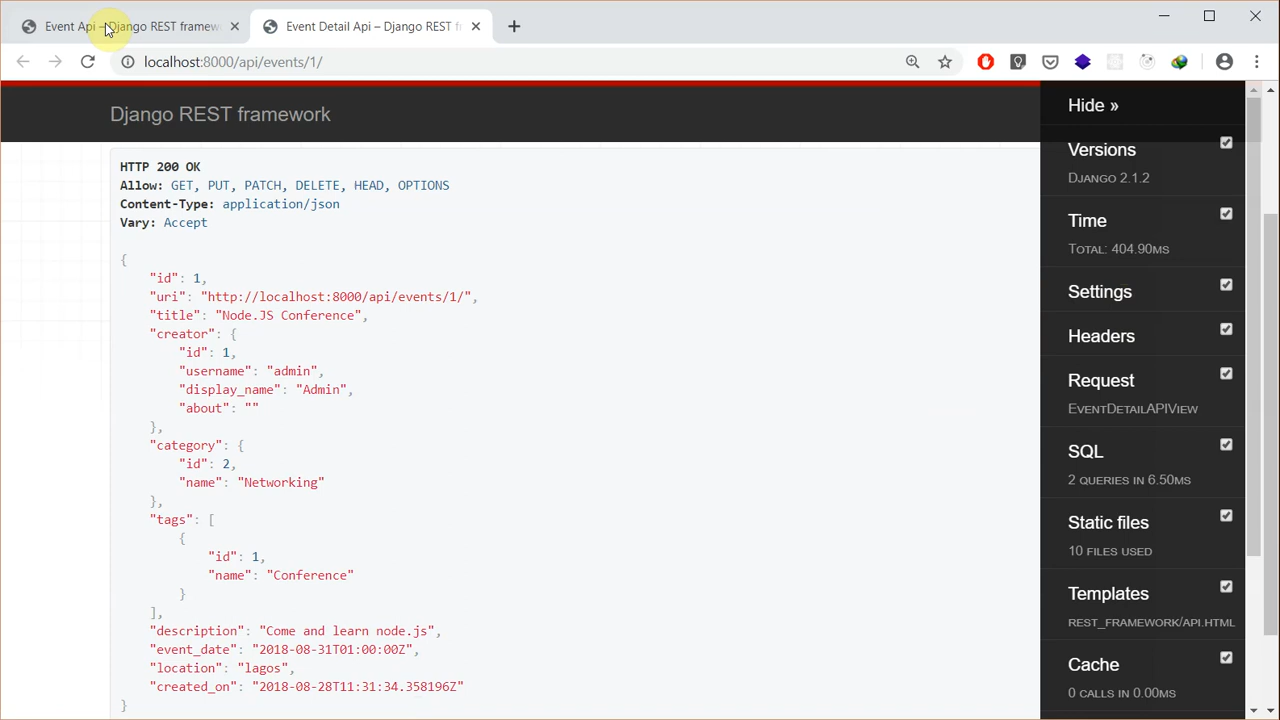 Event Api – Django REST framew
Event Detail Api – Django REST f
localhost:8000/api/events/1/
Django REST framework
HTTP 200 OK
Allow: GET, PUT, PATCH, DELETE, HEAD, OPTIONS
Content-Type: application/json
Vary: Accept
{
"id": 1,
"uri": "http://localhost:8000/api/events/1/",
"title": "Node.JS Conference",
"creator": {
"id": 1,
"username": "admin",
"display_name": "Admin",
"about": ""
},
"category": {
"id": 2,
"name": "Networking"
},
"tags": [
{
"id": 1,
"name": "Conference"
}
],
"description": "Come and learn node.js",
"event_date": "2018-08-31T01:00:00Z",
"location": "lagos",
"created_on": "2018-08-28T11:31:34.358196Z"
}
Hide »
Versions
DJANGO 2.1.2
Time
TOTAL: 404.90MS
Settings
Headers
Request
EVENTDETAILAPIVIEW
SQL
2 QUERIES IN 6.50MS
Static files
10 FILES USED
Templates
REST_FRAMEWORK/API.HTML
Cache
0 CALLS IN 0.00MS